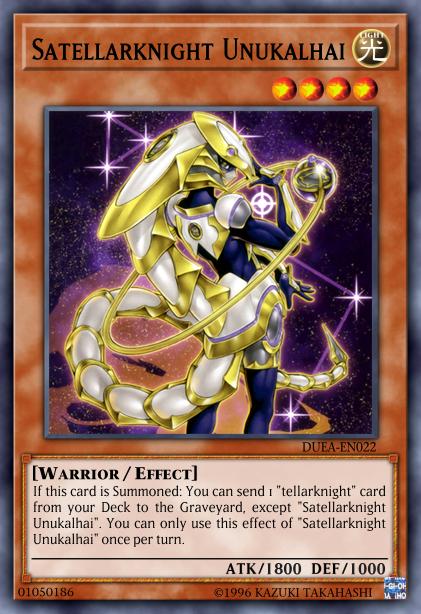 Satellarknight Unukalhai
LIGHT
光
DUEA-EN022
[Warrior / Effect]
If this card is Summoned: You can send 1 "tellarknight" card
from your Deck to the Graveyard, except "Satellarknight
Unukalhai". You can only use this effect of "Satellarknight
Unukalhai" once per turn.
ATK/1800 DEF/1000
01050186
©1996 KAZUKI TAKAHASHI